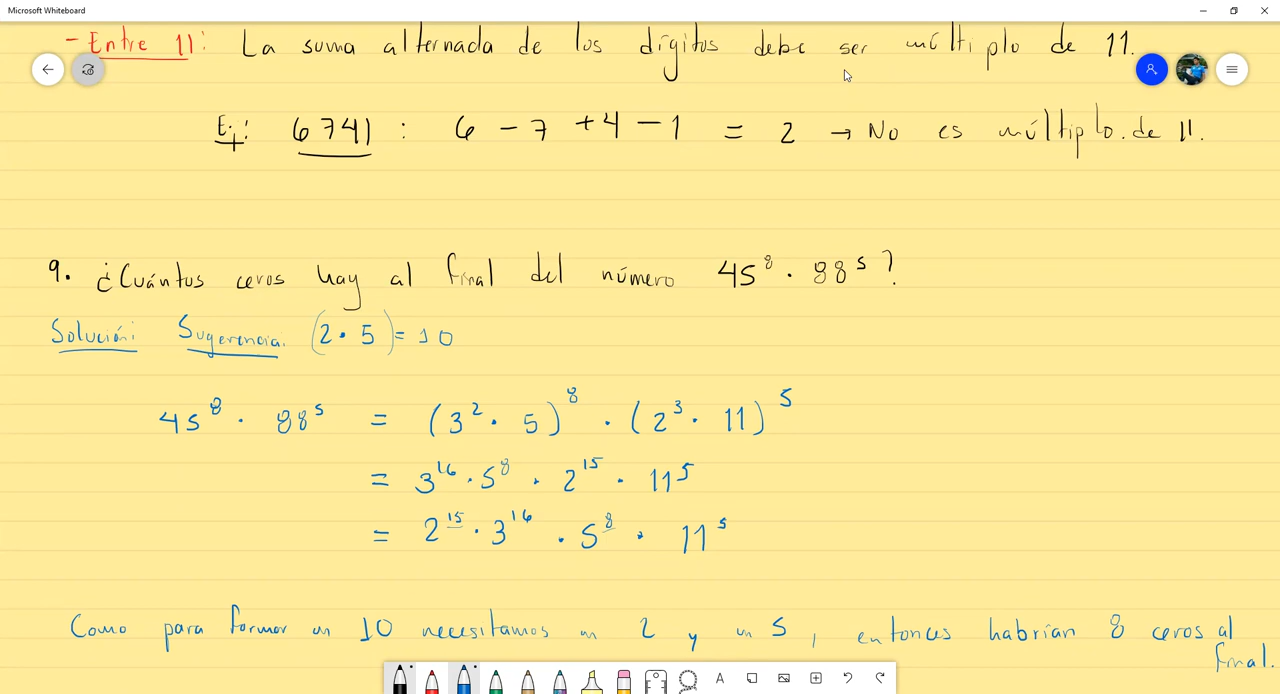 Microsoft Whiteboard
- Entre 11: La suma alternada de los dígitos debe ser múltiplo de 11.
Ej: 6741 : 6 - 7 + 4 - 1 = 2 → No es múltiplo de 11.
9. ¿Cuántos ceros hay al final del número 45⁸ · 88⁵?
Solución: Sugerencia: (2 · 5) = 10
45⁸ · 88⁵ = (3² · 5)⁸ · (2³ · 11)⁵
= 3¹⁶ · 5⁸ · 2¹⁵ · 11⁵
= 2¹⁵ · 3¹⁶ · 5⁸ · 11⁵
Como para formar un 10 necesitamos un 2 y un 5, entonces habrían 8 ceros al
final.